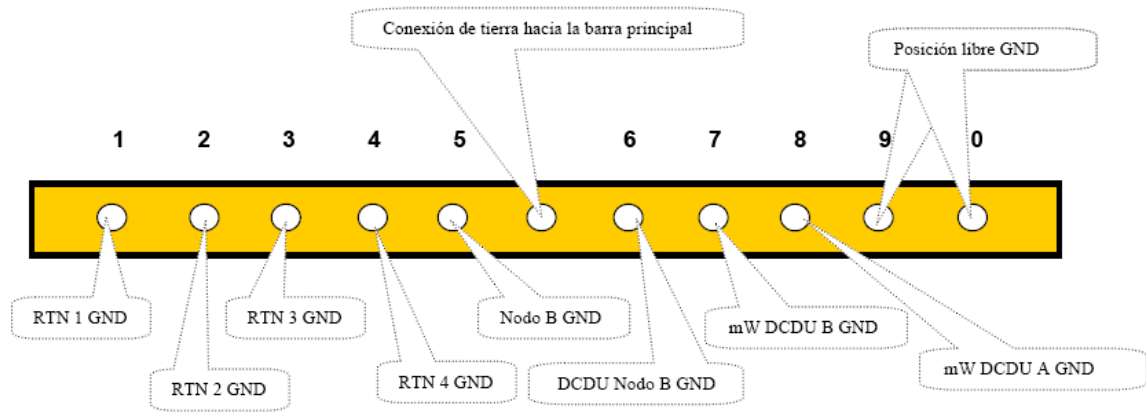 Conexión de tierra hacia la barra principal
Posición libre GND
1 2 3 4 5 6 7 8 9 0
RTN 1 GND
RTN 3 GND
Nodo B GND
mW DCDU B GND
RTN 2 GND
RTN 4 GND
DCDU Nodo B GND
mW DCDU A GND